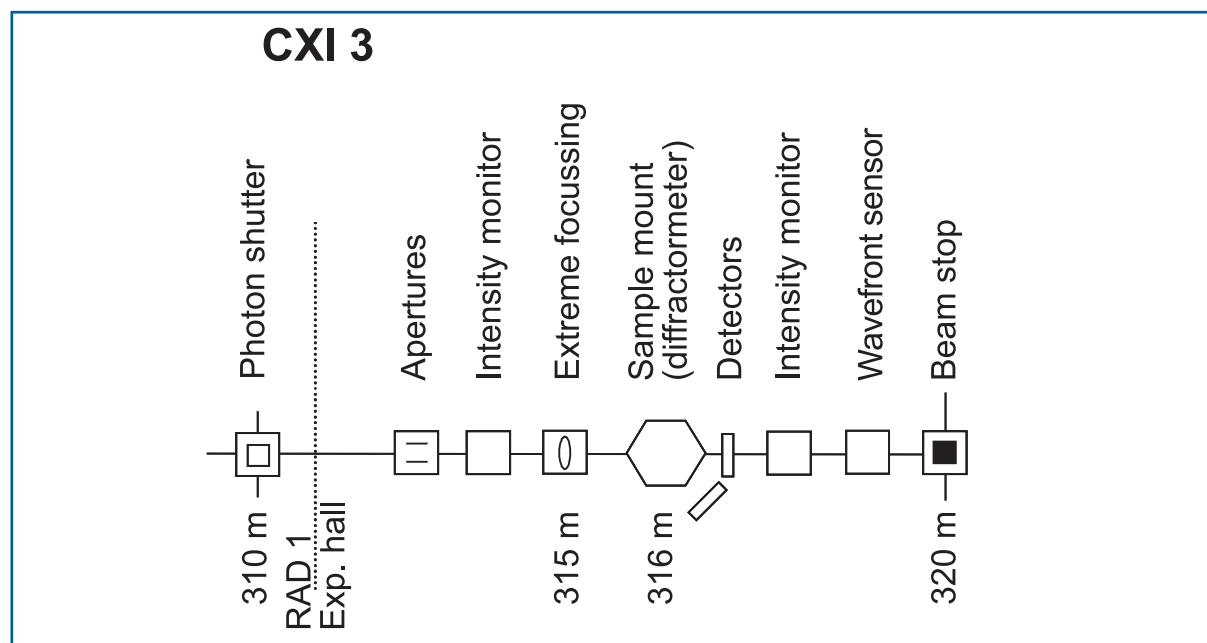 CXI 3
Photon shutter
Apertures
Intensity monitor
Extreme focussing
Sample mount
(diffractormeter)
Detectors
Intensity monitor
Wavefront sensor
Beam stop
310 m
RAD 1
Exp. hall
315 m
316 m
320 m